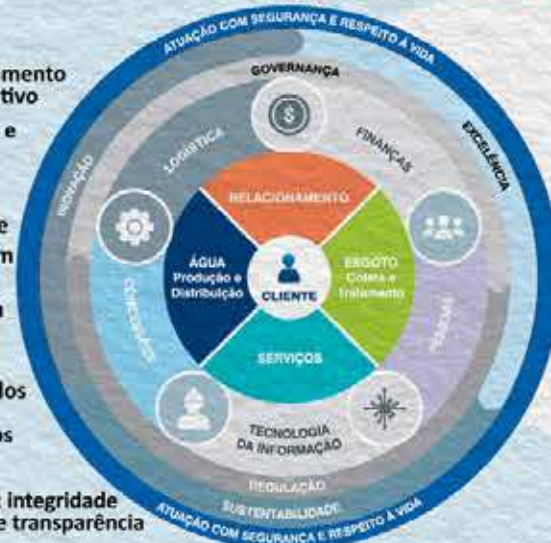 mento
tivo
e
e
m
los
os
: integridade
e transparência
ATUAÇÃO COM SEGURANÇA E RESPEITO À VIDA
EXCELÊNCIA
INOVAÇÃO
GOVERNANÇA
LOGÍSTICA
FINANÇAS
PESSOAS
RELACIONAMENTO
ÁGUA
Produção e
Distribuição
ESGOTO
Coleta e
Tratamento
CLIENTE
SERVIÇOS
TECNOLOGIA
DA INFORMAÇÃO
REGULAÇÃO
SUSTENTABILIDADE
ATUAÇÃO COM SEGURANÇA E RESPEITO À VIDA